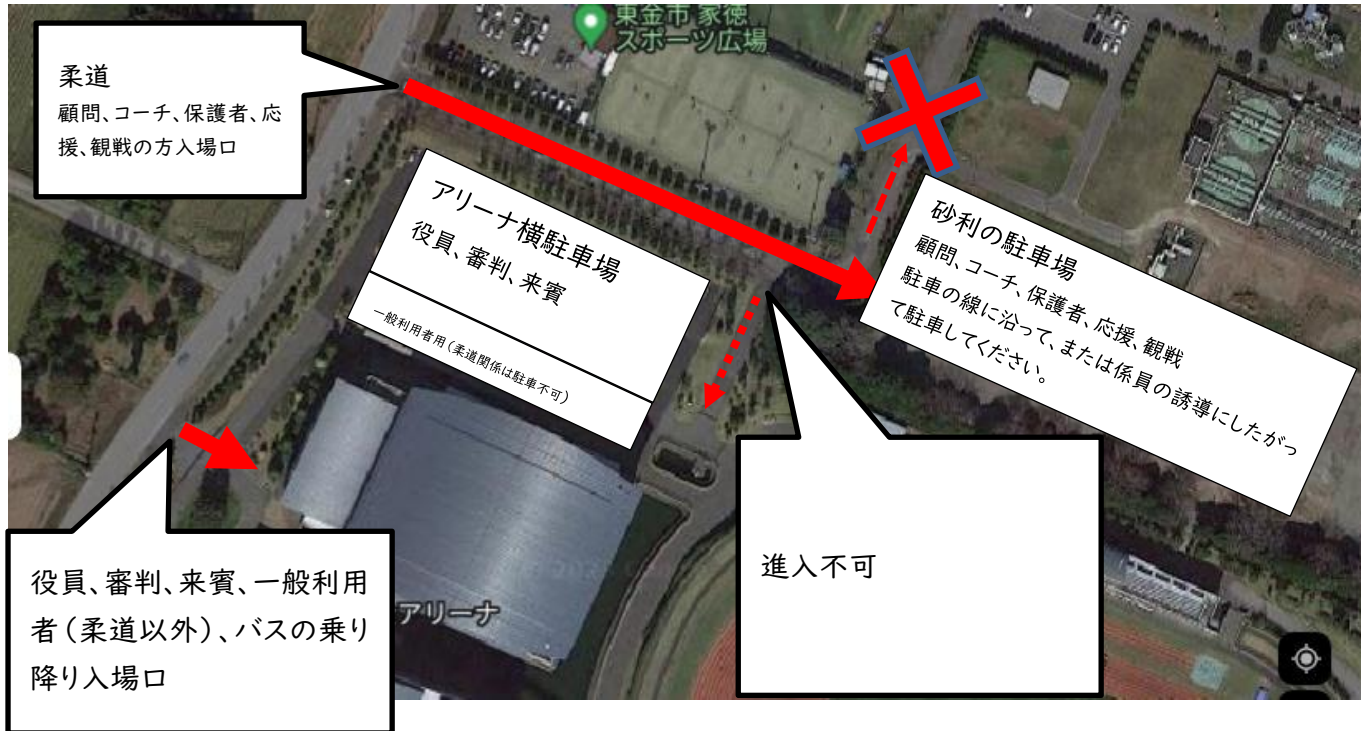 東金市 家徳
スポーツ広場
柔道
顧問、コーチ、保護者、応
援、観戦の方入場口
アリーナ横駐車場
役員、審判、来賓
一般利用者用(柔道関係は駐車不可)
砂利の駐車場
顧問、コーチ、保護者、応援、観戦
駐車の線に沿って、または係員の誘導にしたがっ
て駐車してください。
進入不可
役員、審判、来賓、一般利用
者(柔道以外)、バスの乗り
降り入場口
アリーナ